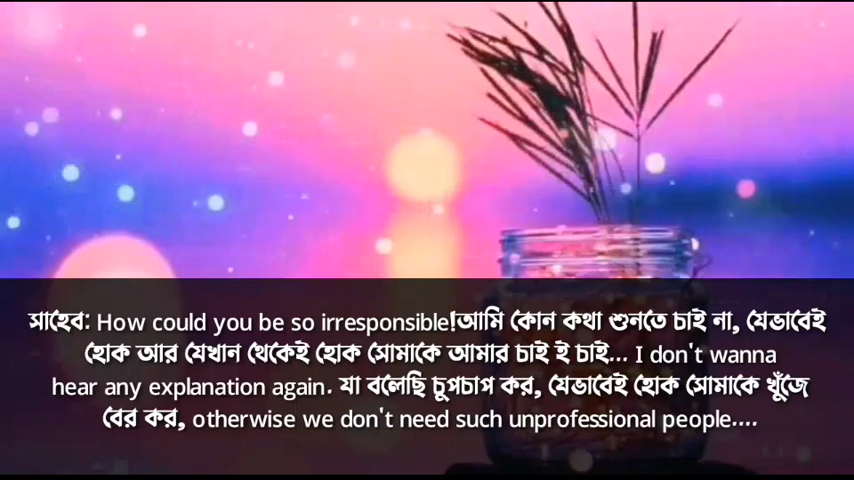 সাহেব: How could you be so irresponsible!আমি কোন কথা শুনতে চাই না, যেভাবেই
হোক আর যেখান থেকেই হোক সোমাকে আমার চাই ই চাই... I don't wanna
hear any explanation again. যা বলেছি চুপচাপ কর, যেভাবেই হোক সোমাকে খুঁজে
বের কর, otherwise we don't need such unprofessional people....